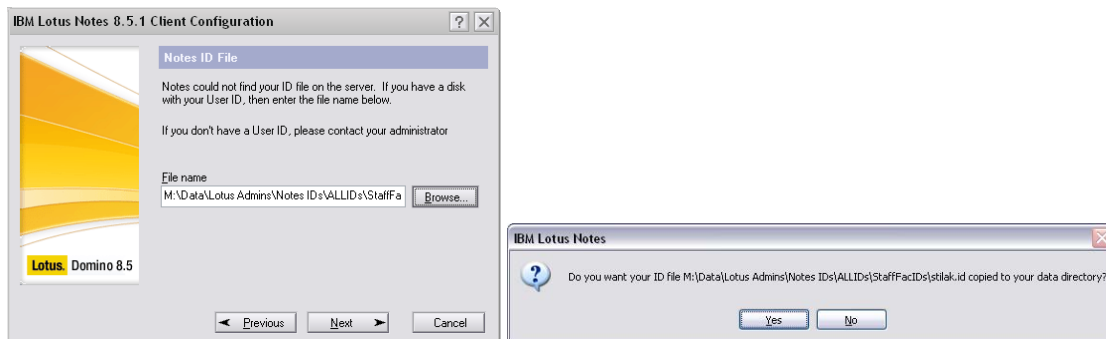 IBM Lotus Notes 8.5.1 Client Configuration
Notes ID File
Notes could not find your ID file on the server. If you have a disk
with your User ID, then enter the file name below.
If you don't have a User ID, please contact your administrator
File name
M:\Data\Lotus Admins\Notes IDs\ALLIDs\StaffFa
Browse...
Lotus. Domino 8.5
Previous
Next
Cancel
IBM Lotus Notes
Do you want your ID file M:\Data\Lotus Admins\Notes IDs\ALLIDs\StaffFacIDs\stilak.id copied to your data directory?
Yes
No